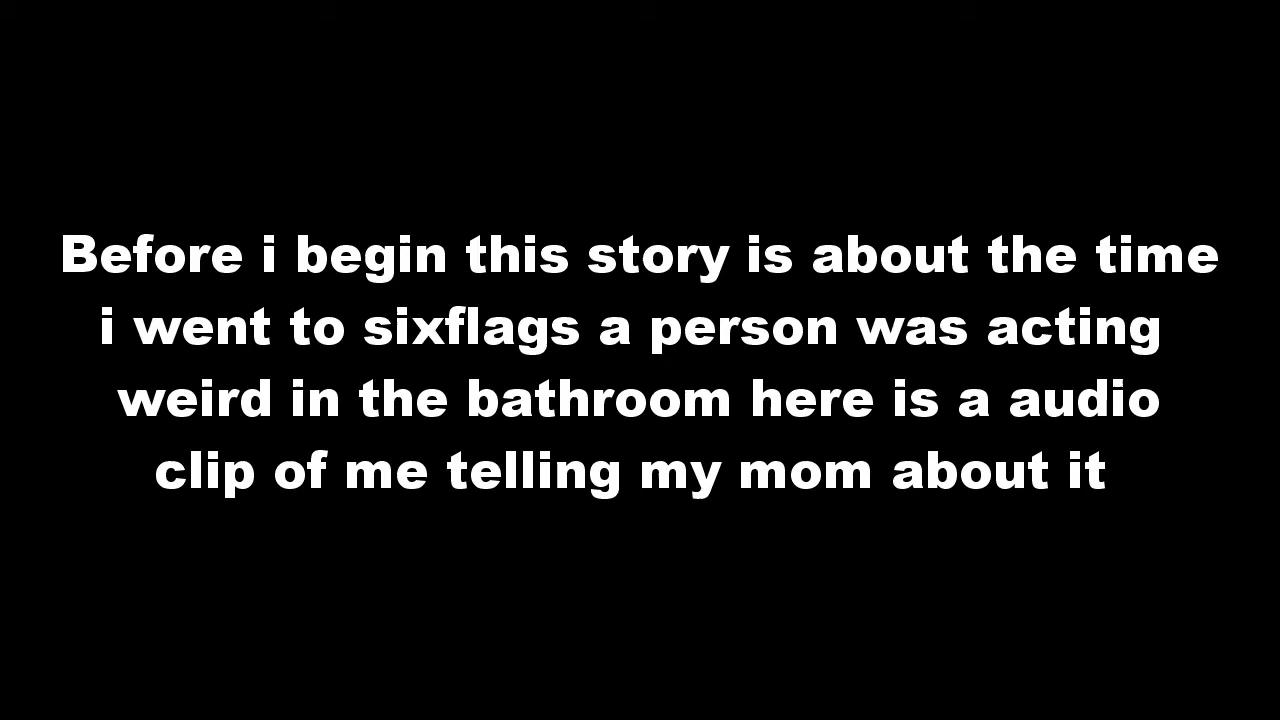 Before i begin this story is about the time
i went to sixflags a person was acting
weird in the bathroom here is a audio
clip of me telling my mom about it